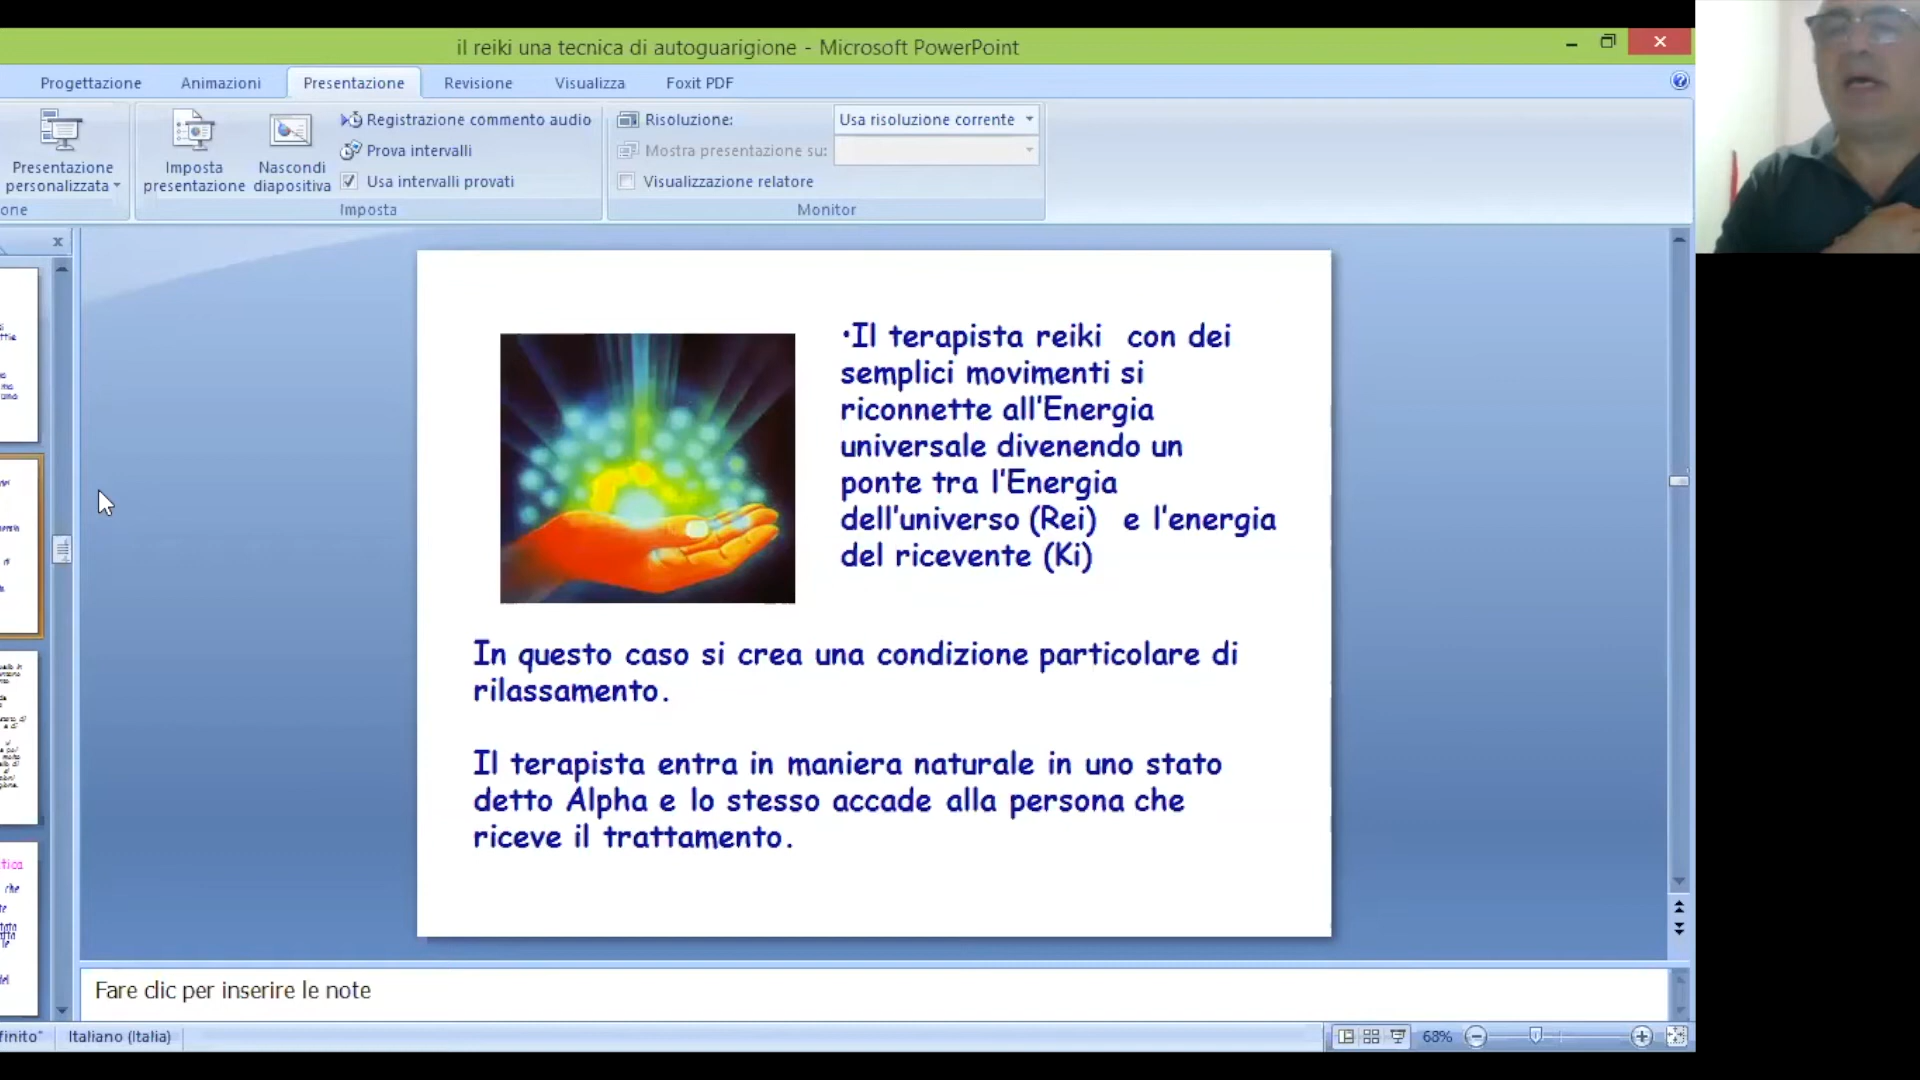 il reiki una tecnica di autoguarigione - Microsoft PowerPoint
Progettazione Animazioni Presentazione Revisione Visualizza Foxit PDF
Presentazione
personalizzata
Imposta
presentazione
Nascondi
diapositiva
Registrazione commento audio
Prova intervalli
Usa intervalli provati
one
Imposta
Risoluzione: Usa risoluzione corrente
Mostra presentazione su:
Visualizzazione relatore
Monitor
•Il terapista reiki con dei
semplici movimenti si
riconnette all'Energia
universale divenendo un
ponte tra l'Energia
dell'universo (Rei) e l'energia
del ricevente (Ki)
In questo caso si crea una condizione particolare di
rilassamento.
Il terapista entra in maniera naturale in uno stato
detto Alpha e lo stesso accade alla persona che
riceve il trattamento.
Fare clic per inserire le note
finito" Italiano (Italia) 68%